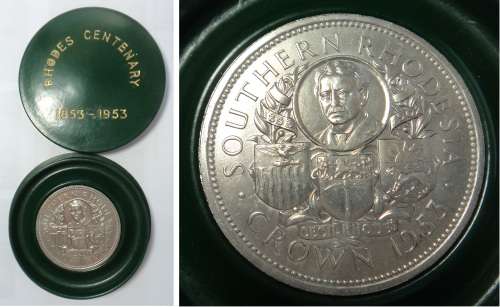 RHODES CENTENARY
1853-1953
SOUTHERN RHODESIA
CROWN 1953